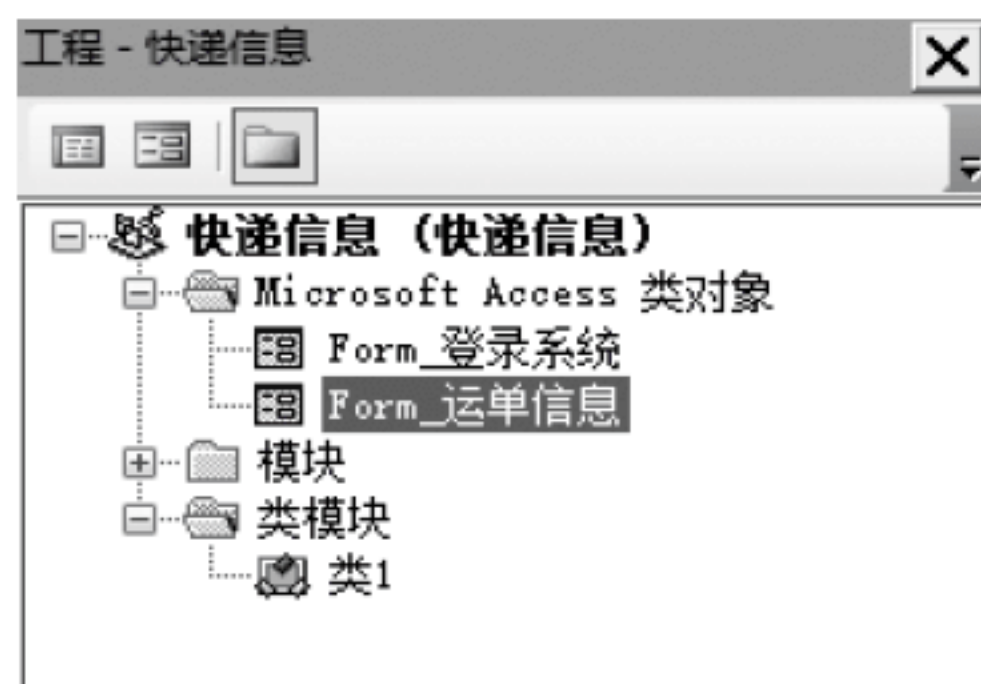 工程 - 快递信息
快递信息 (快递信息)
Microsoft Access 类对象
Form_登录系统
Form_运单信息
模块
类模块
类1